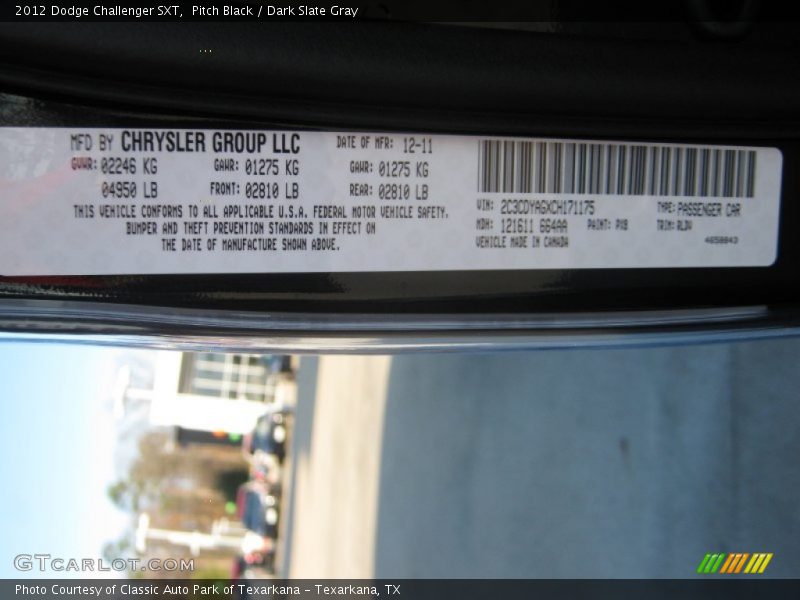 2012 Dodge Challenger SXT,  Pitch Black / Dark Slate Gray
MFD BY CHRYSLER GROUP LLC
DATE OF MFR: 12-11
GVWR: 02246 KG
GAWR: 01275 KG
GAWR: 01275 KG
04950 LB
FRONT: 02810 LB
REAR: 02810 LB
THIS VEHICLE CONFORMS TO ALL APPLICABLE U.S.A. FEDERAL MOTOR VEHICLE SAFETY,
BUMPER AND THEFT PREVENTION STANDARDS IN EFFECT ON
THE DATE OF MANUFACTURE SHOWN ABOVE.
VIN: 2C3CDYAGXCH171175
TYPE: PASSENGER CAR
MDH: 121611 664AA
PAINT: PX8
TRIM: RLDV
VEHICLE MADE IN CANADA
4658843
GTcarlot.com
Photo Courtesy of Classic Auto Park of Texarkana - Texarkana, TX